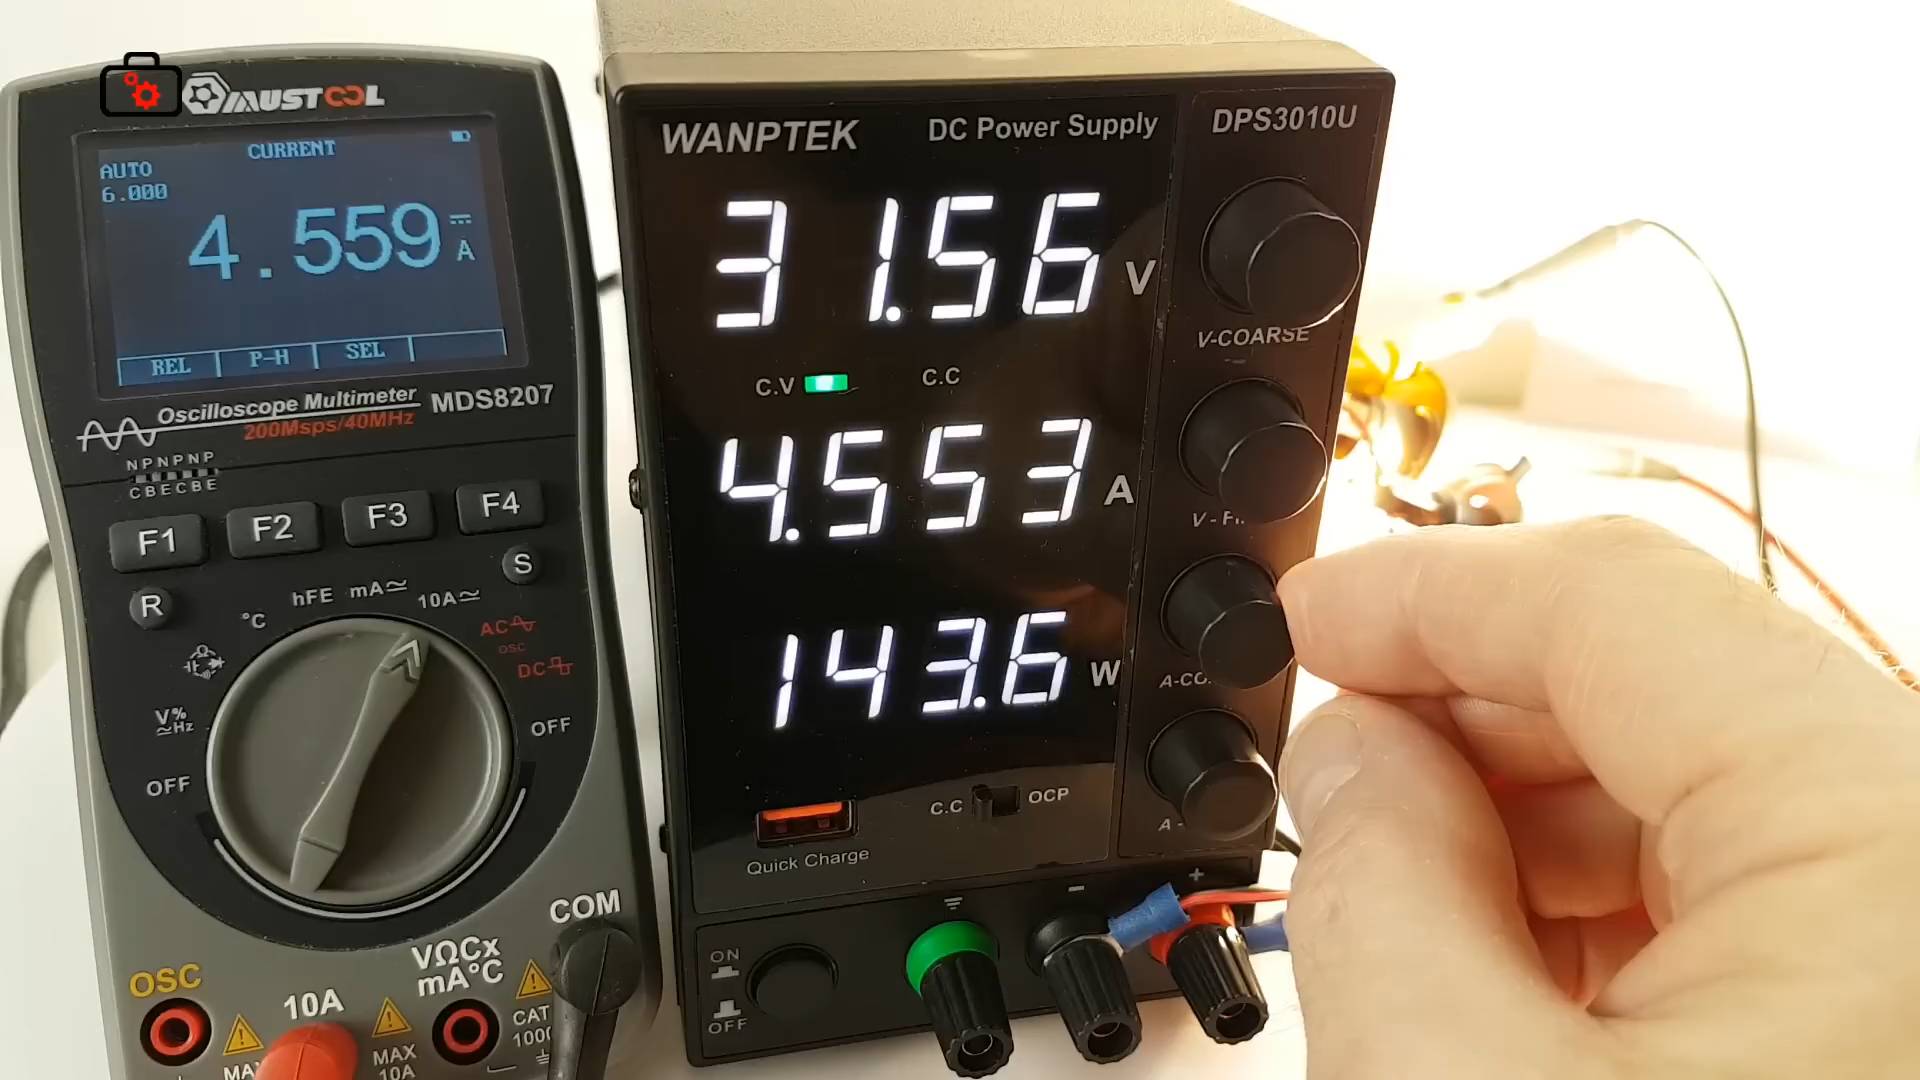 MUSTOOL
CURRENT
AUTO
6.000
4.559
A
REL P-H SEL
Oscilloscope Multimeter
200Msps/40MHz
MDS8207
NPNPNP
CBECBE
F1 F2 F3 F4
R
S
°C
hFE
mA≂
10A≂
AC
OSC
DC
V%
≃Hz
OFF
OFF
COM
OSC
10A
VΩCx
mA°C
MAX
10A
CAT
WANPTEK
DC Power Supply
DPS3010U
31.56 V
C.V
C.C
4.553 A
143.6 W
V-COARSE
C.C
OCP
Quick Charge
ON
OFF
-
+